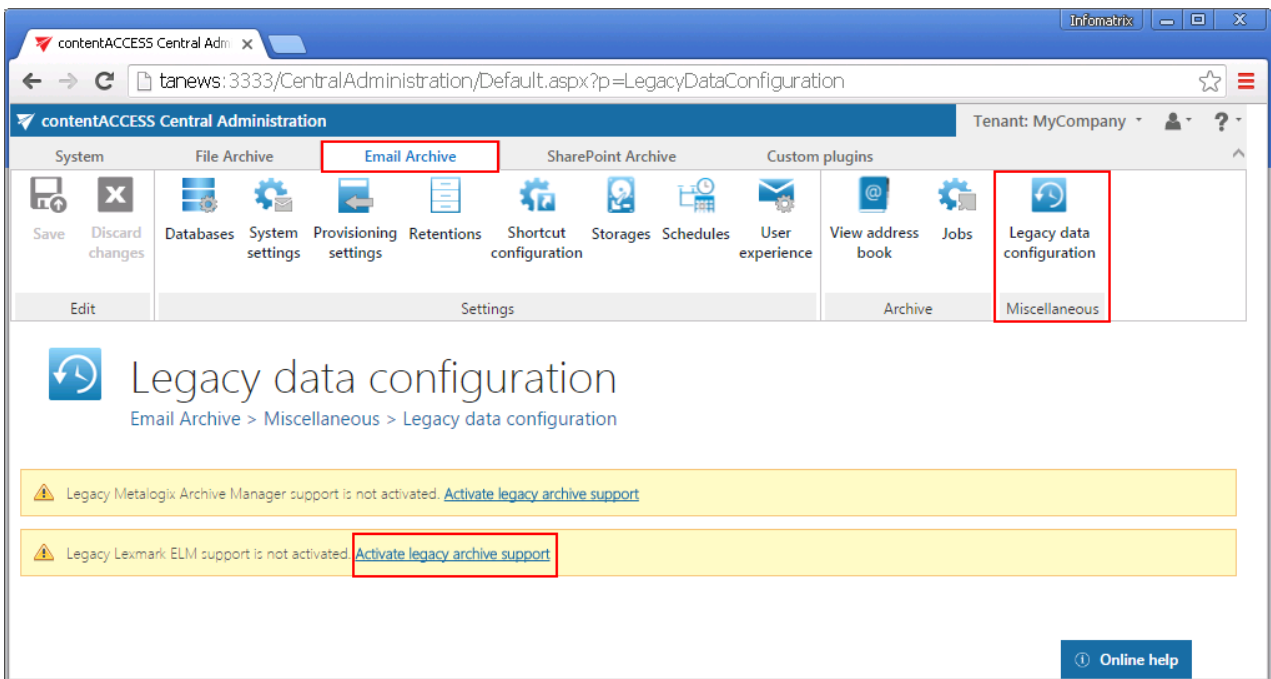 Infomatrix
contentACCESS Central Adm
tanews:3333/CentralAdministration/Default.aspx?p=LegacyDataConfiguration
contentACCESS Central Administration
Tenant: MyCompany
?
System
File Archive
Email Archive
SharePoint Archive
Custom plugins
Save
Discard changes
Databases
System settings
Provisioning settings
Retentions
Shortcut configuration
Storages
Schedules
User experience
View address book
Jobs
Legacy data configuration
Edit
Settings
Archive
Miscellaneous
Legacy data configuration
Email Archive > Miscellaneous > Legacy data configuration
Legacy Metalogix Archive Manager support is not activated. Activate legacy archive support
Legacy Lexmark ELM support is not activated. Activate legacy archive support
Online help